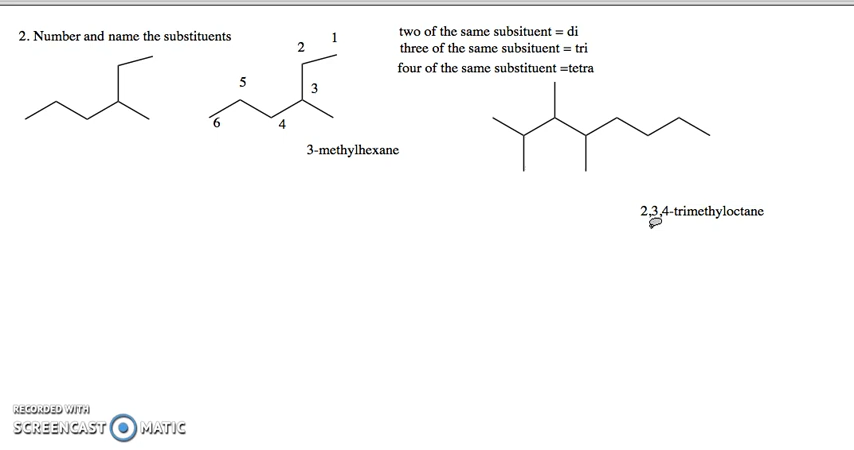 2. Number and name the substituents
two of the same subsituent = di
three of the same subsituent = tri
four of the same substituent =tetra
1
2
3
5
6
4
3-methylhexane
2,3,4-trimethyloctane
RECORDED WITH
SCREENCAST MATIC